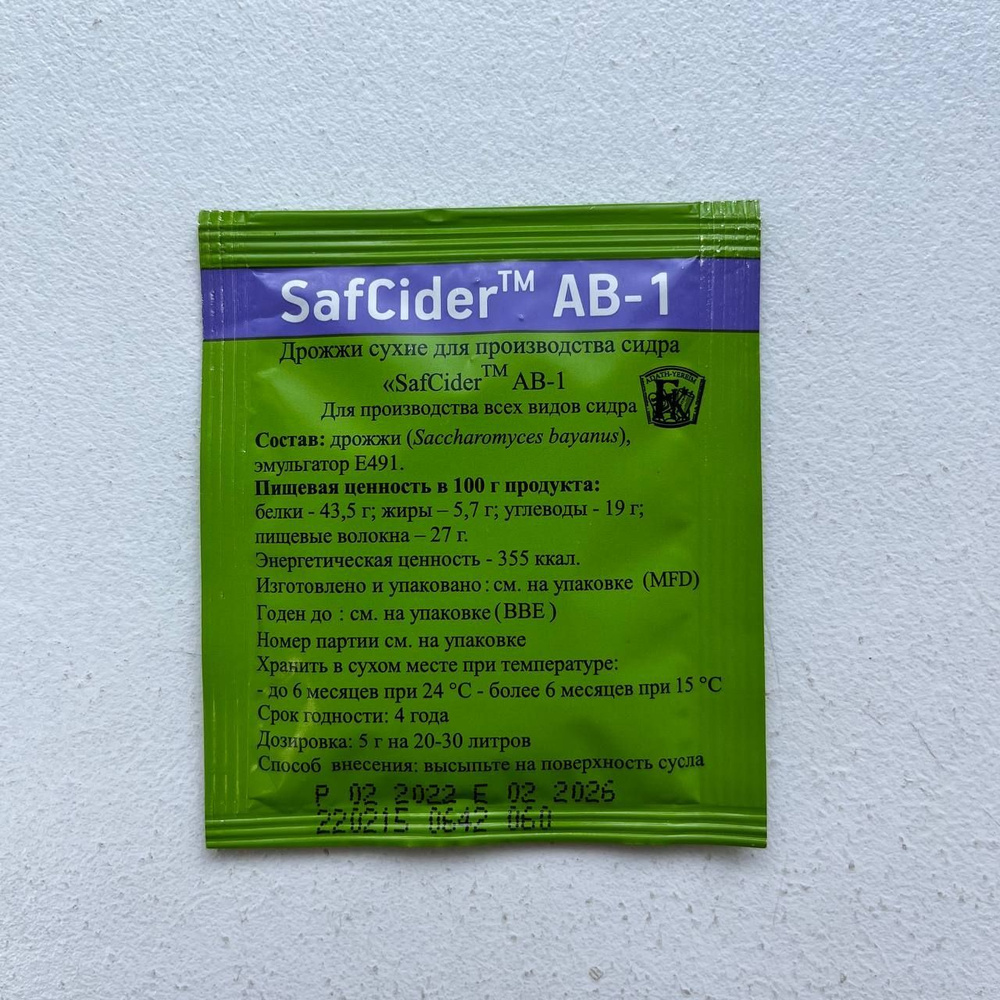 SafCider™ AB-1
Дрожжи сухие для производства сидра
«SafCider™ AB-1
ADATH-YEREIM
FK
Для производства всех видов сидра
Состав: дрожжи (Saccharomyces bayanus),
эмульгатор Е491.
Пищевая ценность в 100 г продукта:
белки - 43,5 г; жиры – 5,7 г; углеводы - 19 г;
пищевые волокна – 27 г.
Энергетическая ценность - 355 ккал.
Изготовлено и упаковано : см. на упаковке (MFD)
Годен до : см. на упаковке (BBE )
Номер партии см. на упаковке
Хранить в сухом месте при температуре:
- до 6 месяцев при 24 °C - более 6 месяцев при 15 °C
Срок годности: 4 года
Дозировка: 5 г на 20-30 литров
Способ внесения: высыпьте на поверхность сусла
P 02 2022 E 02 2026
220215 0642 060